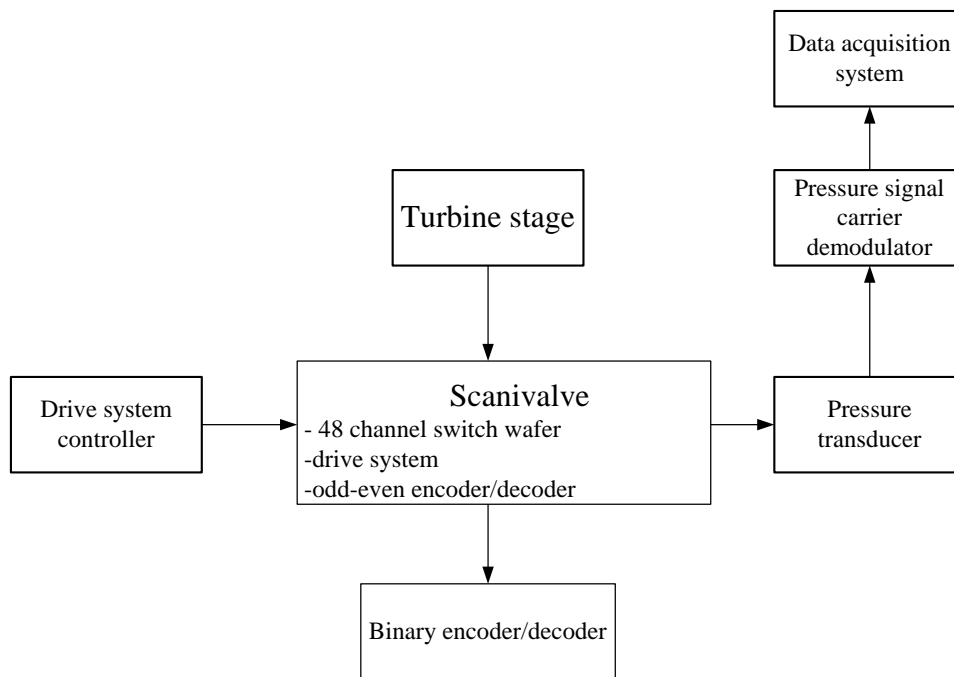 Data acquisition
system
Turbine stage
Pressure signal
carrier
demodulator
Drive system
controller
Scanivalve
- 48 channel switch wafer
-drive system
-odd-even encoder/decoder
Pressure
transducer
Binary encoder/decoder